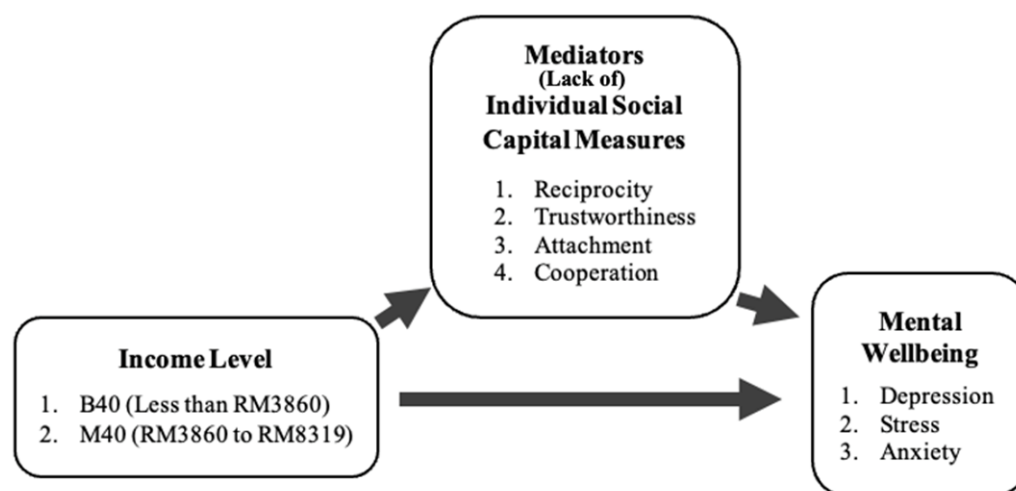 Mediators
(Lack of)
Individual Social
Capital Measures
1. Reciprocity
2. Trustworthiness
3. Attachment
4. Cooperation
Income Level
1. B40 (Less than RM3860)
2. M40 (RM3860 to RM8319)
Mental
Wellbeing
1. Depression
2. Stress
3. Anxiety